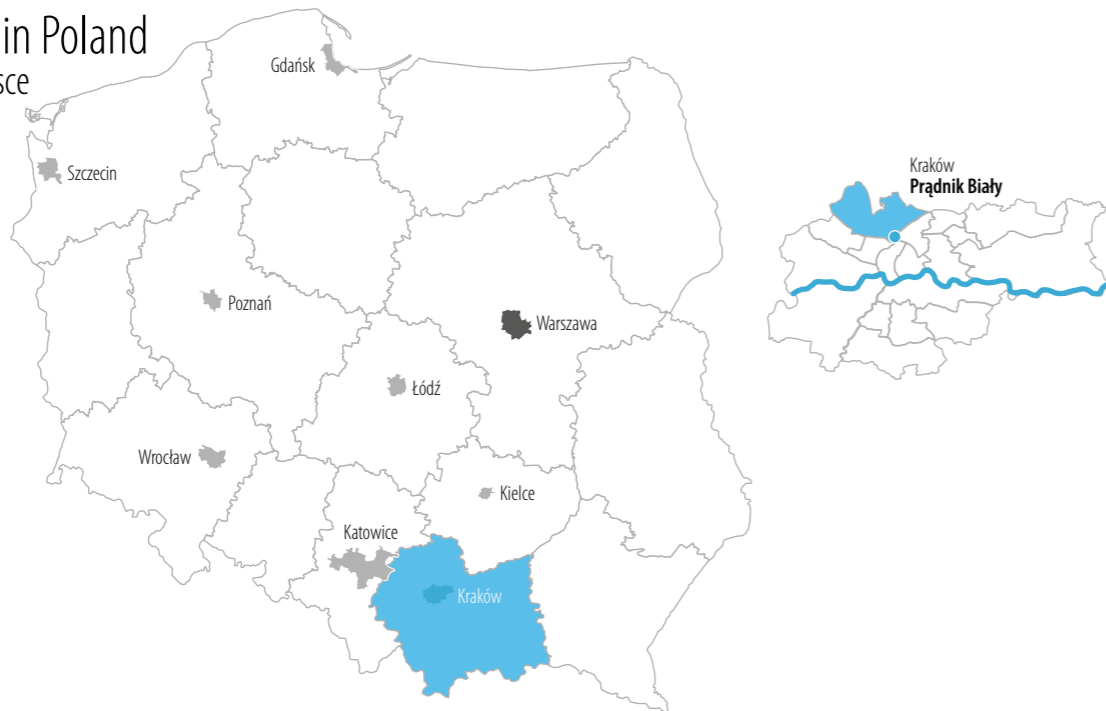 in Poland
sce
Gdańsk
Szczecin
Kraków
Prądnik Biały
Poznań
Warszawa
Łódź
Wrocław
Kielce
Katowice
Kraków